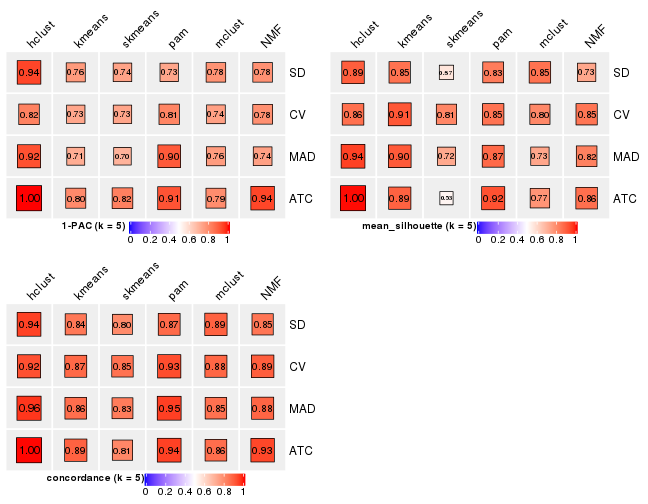 hclust kmeans skmeans pam mclust NMF
0.94 0.76 0.74 0.73 0.78 0.78 SD
0.82 0.73 0.73 0.81 0.74 0.78 CV
0.92 0.71 0.70 0.90 0.76 0.74 MAD
1.00 0.80 0.82 0.91 0.79 0.94 ATC
1-PAC (k = 5)
0 0.2 0.4 0.6 0.8 1
hclust kmeans skmeans pam mclust NMF
0.89 0.85 0.57 0.83 0.85 0.73 SD
0.86 0.91 0.81 0.85 0.80 0.85 CV
0.94 0.90 0.72 0.87 0.73 0.82 MAD
1.00 0.89 0.53 0.92 0.77 0.86 ATC
mean_silhouette (k = 5)
0 0.2 0.4 0.6 0.8 1
hclust kmeans skmeans pam mclust NMF
0.94 0.84 0.80 0.87 0.89 0.85 SD
0.92 0.87 0.85 0.93 0.88 0.89 CV
0.96 0.86 0.83 0.95 0.85 0.88 MAD
1.00 0.89 0.81 0.94 0.86 0.93 ATC
concordance (k = 5)
0 0.2 0.4 0.6 0.8 1